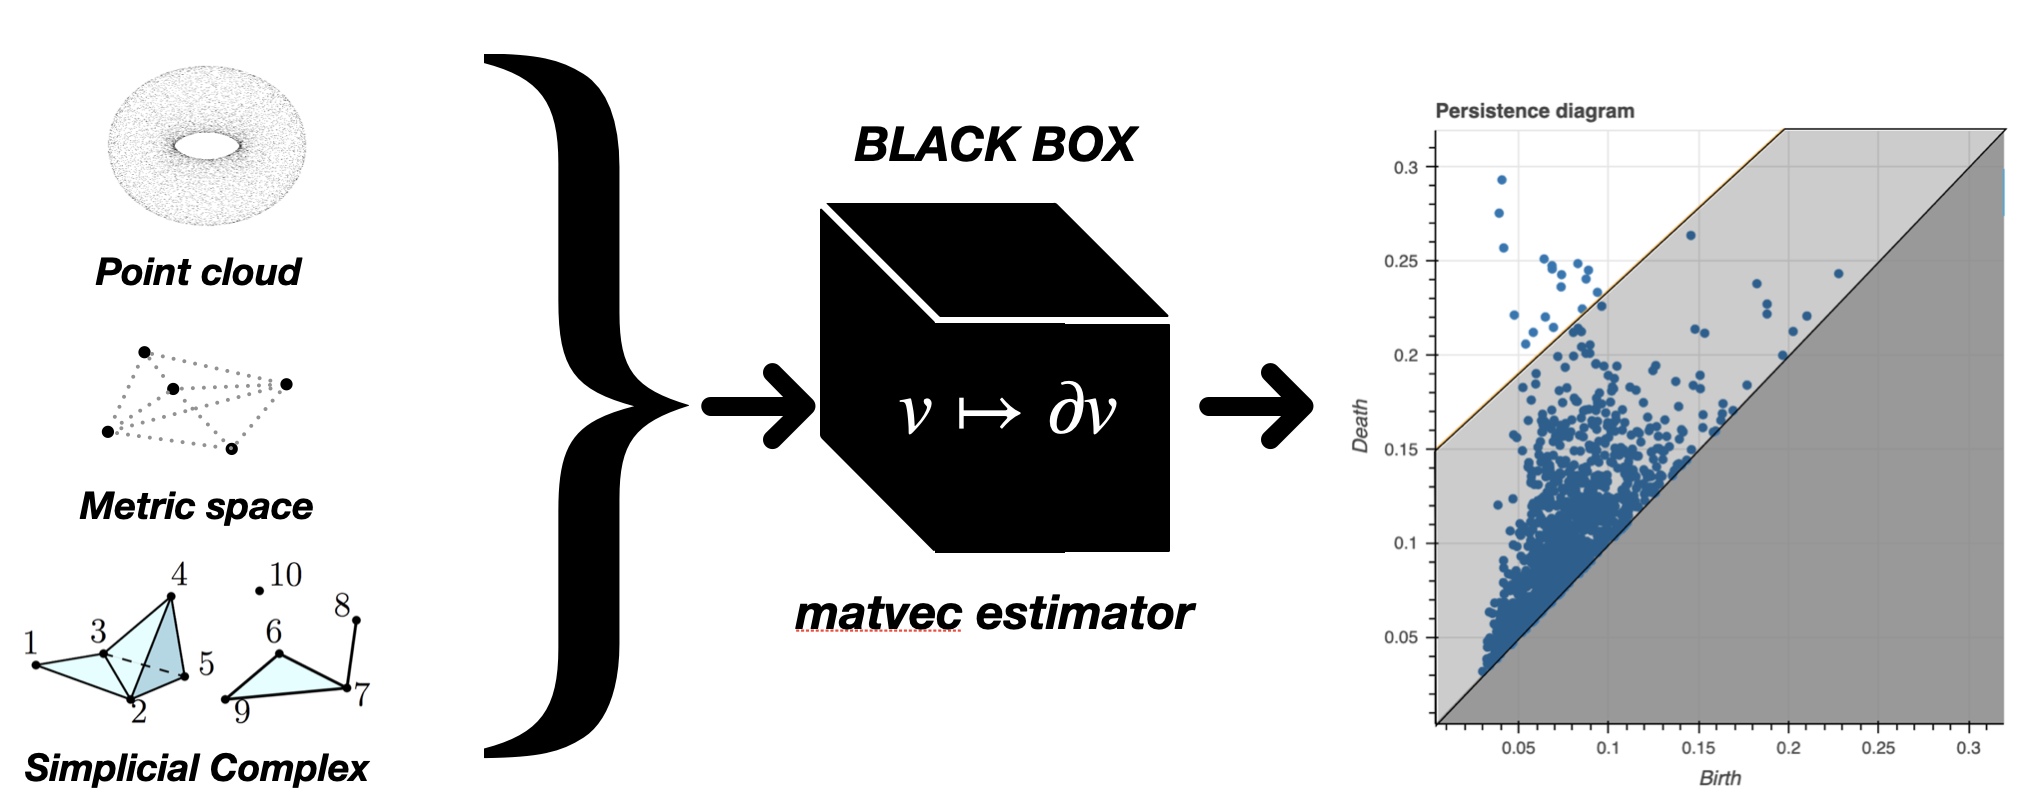 Point cloud
Metric space
4
10
8
1
3
6
5
2
9
7
Simplicial Complex
BLACK BOX
v ↦ ∂v
matvec estimator
Persistence diagram
Death
0.3
0.25
0.2
0.15
0.1
0.05
0.05 0.1 0.15 0.2 0.25 0.3
Birth